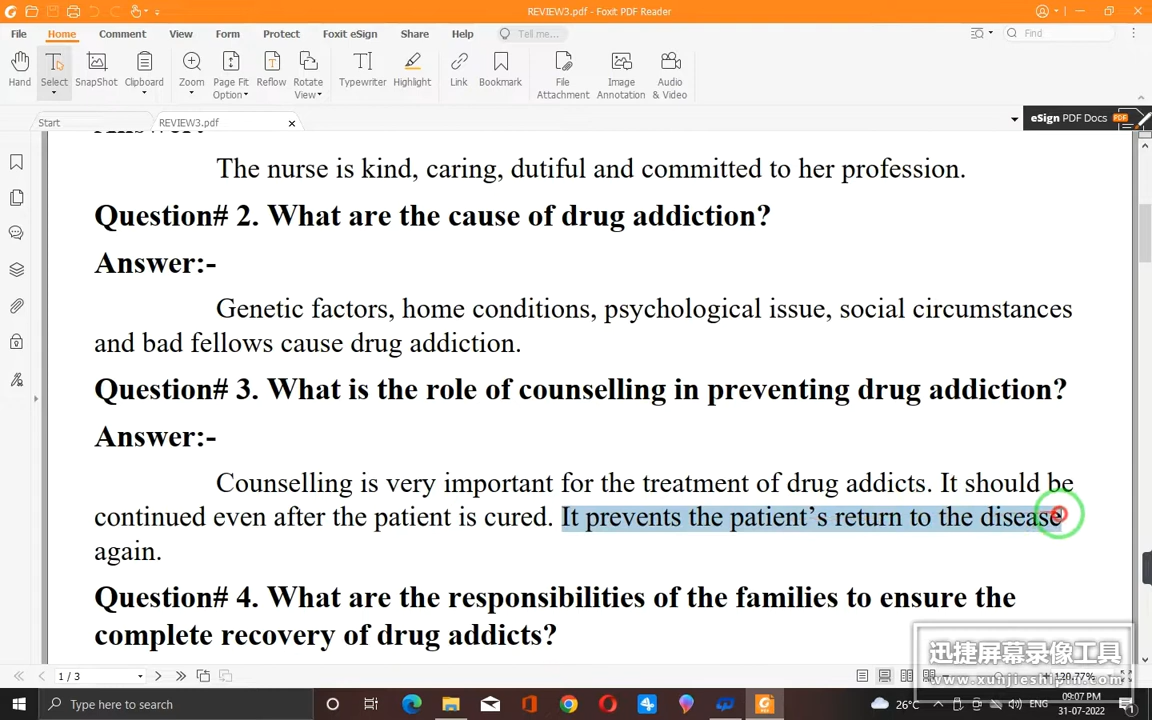 REVIEW3.pdf - Foxit PDF Reader
File Home Comment View Form Protect Foxit eSign Share Help Tell me... Find
Hand Select SnapShot Clipboard Zoom Page Fit Option Reflow Rotate View Typewriter Highlight Link Bookmark File Attachment Image Annotation Audio & Video
Start REVIEW3.pdf eSign PDF Docs
The nurse is kind, caring, dutiful and committed to her profession.
Question# 2. What are the cause of drug addiction?
Answer:-
Genetic factors, home conditions, psychological issue, social circumstances
and bad fellows cause drug addiction.
Question# 3. What is the role of counselling in preventing drug addiction?
Answer:-
Counselling is very important for the treatment of drug addicts. It should be
continued even after the patient is cured. It prevents the patient’s return to the disease
again.
Question# 4. What are the responsibilities of the families to ensure the
complete recovery of drug addicts?
迅捷屏幕录像工具
www.xunjieshipin.com
1 / 3 120.77%
Type here to search 26°C ENG 09:07 PM
31-07-2022